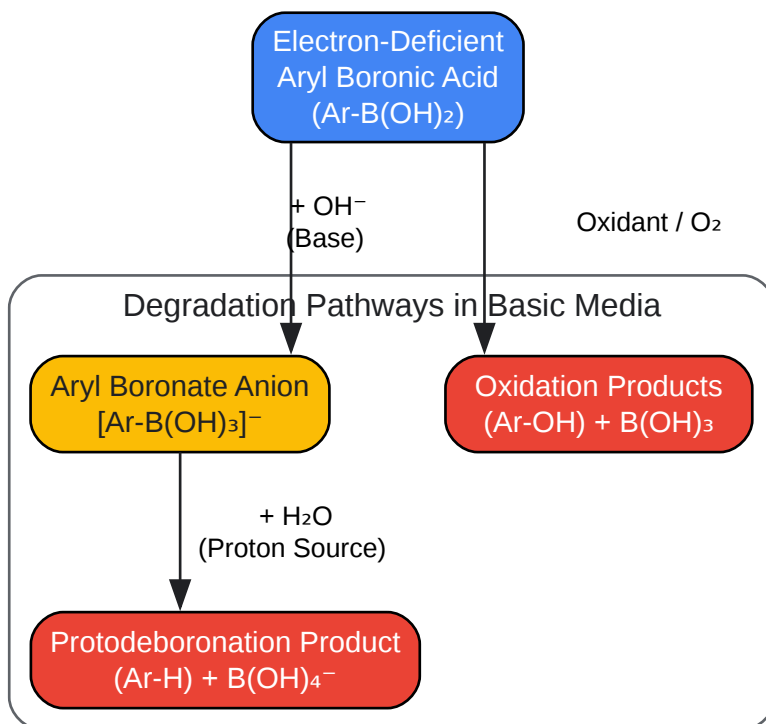 Electron-Deficient
Aryl Boronic Acid
(Ar-B(OH)₂)
+ OH⁻
(Base)
Oxidant / O₂
Degradation Pathways in Basic Media
Aryl Boronate Anion
[Ar-B(OH)₃]⁻
Oxidation Products
(Ar-OH) + B(OH)₃
+ H₂O
(Proton Source)
Protodeboronation Product
(Ar-H) + B(OH)₄⁻